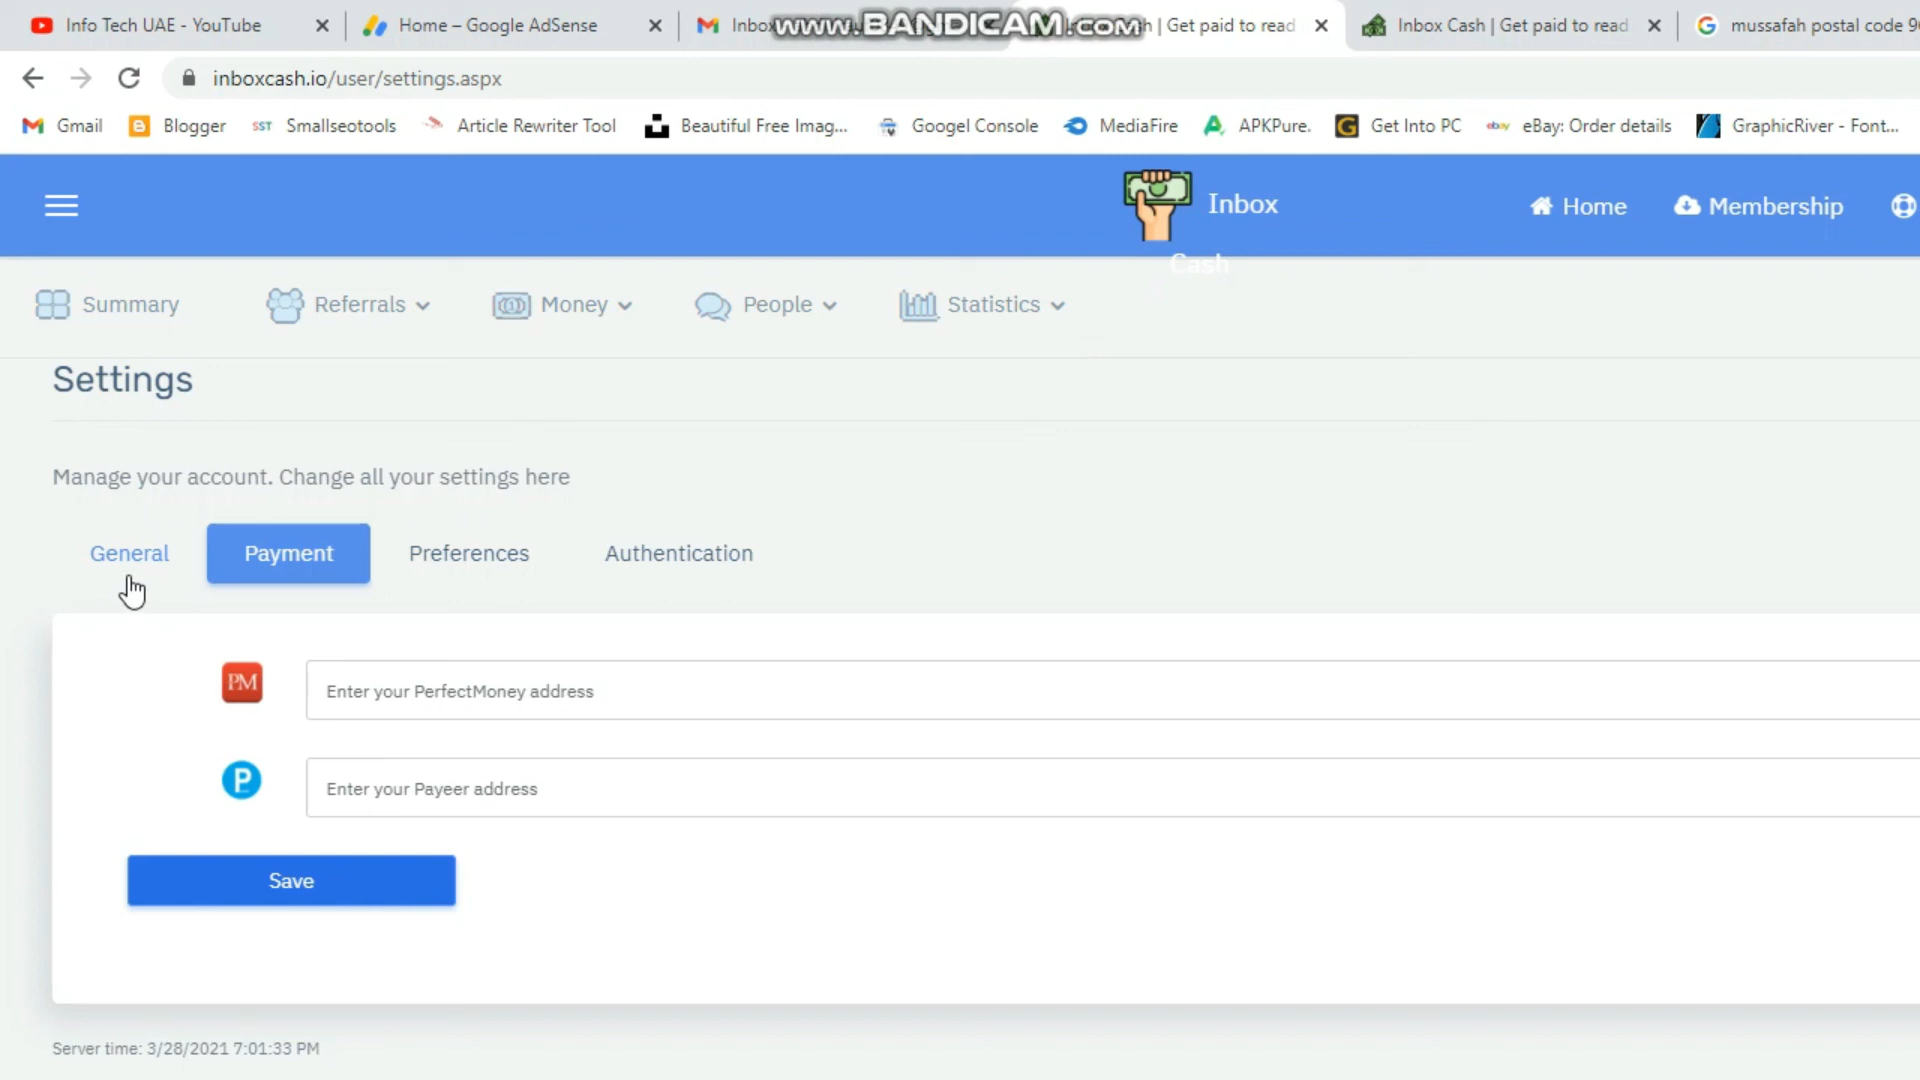 Info Tech UAE - YouTube
Home – Google AdSense
Inbox
www.BANDICAM.com
| Get paid to read
Inbox Cash | Get paid to read
mussafah postal code
inboxcash.io/user/settings.aspx
Gmail
Blogger
SST Smallseotools
Article Rewriter Tool
Beautiful Free Imag...
Googel Console
MediaFire
APKPure.
G Get Into PC
ebay eBay: Order details
GraphicRiver - Font...
Inbox
Cash
Home
Membership
Summary
Referrals
Money
People
Statistics
Settings
Manage your account. Change all your settings here
General
Payment
Preferences
Authentication
PM
Enter your PerfectMoney address
P
Enter your Payeer address
Save
Server time: 3/28/2021 7:01:33 PM